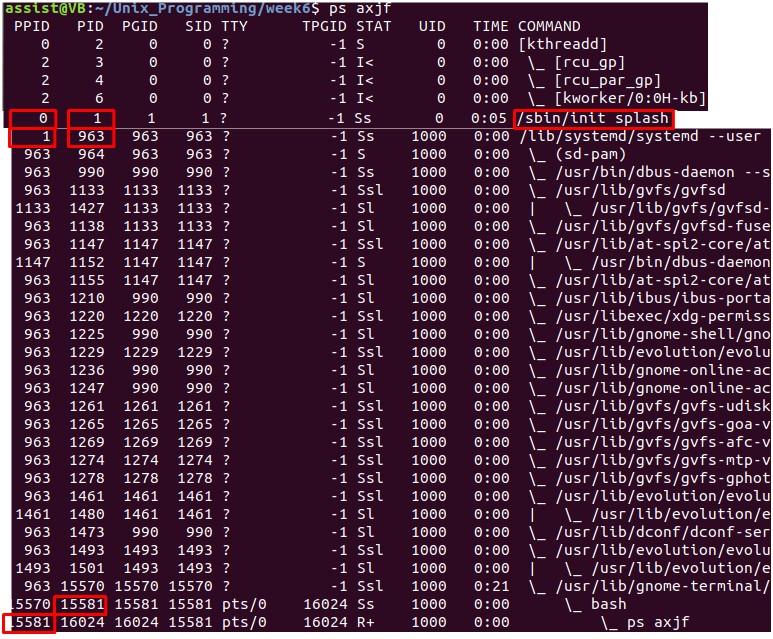 assist@VB:~/Unix_Programming/week6$ ps axjf
PPID PID PGID SID TTY TPGID STAT UID TIME COMMAND
0 2 0 0 ? -1 S 0 0:00 [kthreadd]
2 3 0 0 ? -1 I< 0 0:00 \_ [rcu_gp]
2 4 0 0 ? -1 I< 0 0:00 \_ [rcu_par_gp]
2 6 0 0 ? -1 I< 0 0:00 \_ [kworker/0:0H-kb]
0 1 1 1 ? -1 Ss 0 0:05 /sbin/init splash
1 963 963 963 ? -1 Ss 1000 0:00 /lib/systemd/systemd --user
963 964 963 963 ? -1 S 1000 0:00 \_ (sd-pam)
963 990 990 990 ? -1 Ss 1000 0:00 \_ /usr/bin/dbus-daemon --s
963 1133 1133 1133 ? -1 Ssl 1000 0:00 \_ /usr/lib/gvfs/gvfsd
1133 1427 1133 1133 ? -1 Sl 1000 0:00 | \_ /usr/lib/gvfs/gvfsd-
963 1138 1133 1133 ? -1 Sl 1000 0:00 \_ /usr/lib/gvfs/gvfsd-fuse
963 1147 1147 1147 ? -1 Ssl 1000 0:00 \_ /usr/lib/at-spi2-core/at
1147 1152 1147 1147 ? -1 S 1000 0:00 | \_ /usr/bin/dbus-daemon
963 1155 1147 1147 ? -1 Sl 1000 0:00 \_ /usr/lib/at-spi2-core/at
963 1210 990 990 ? -1 Sl 1000 0:00 \_ /usr/lib/ibus/ibus-porta
963 1220 1220 1220 ? -1 Ssl 1000 0:00 \_ /usr/libexec/xdg-permiss
963 1225 990 990 ? -1 Sl 1000 0:00 \_ /usr/lib/gnome-shell/gno
963 1229 1229 1229 ? -1 Ssl 1000 0:00 \_ /usr/lib/evolution/evolu
963 1236 990 990 ? -1 Sl 1000 0:00 \_ /usr/lib/gnome-online-ac
963 1247 990 990 ? -1 Sl 1000 0:00 \_ /usr/lib/gnome-online-ac
963 1261 1261 1261 ? -1 Ssl 1000 0:00 \_ /usr/lib/gvfs/gvfs-udisk
963 1265 1265 1265 ? -1 Ssl 1000 0:00 \_ /usr/lib/gvfs/gvfs-goa-v
963 1269 1269 1269 ? -1 Ssl 1000 0:00 \_ /usr/lib/gvfs/gvfs-afc-v
963 1274 1274 1274 ? -1 Ssl 1000 0:00 \_ /usr/lib/gvfs/gvfs-mtp-v
963 1278 1278 1278 ? -1 Ssl 1000 0:00 \_ /usr/lib/gvfs/gvfs-gphot
963 1461 1461 1461 ? -1 Ssl 1000 0:00 \_ /usr/lib/evolution/evolu
1461 1480 1461 1461 ? -1 Sl 1000 0:00 | \_ /usr/lib/evolution/e
963 1473 990 990 ? -1 Sl 1000 0:00 \_ /usr/lib/dconf/dconf-ser
963 1493 1493 1493 ? -1 Ssl 1000 0:00 \_ /usr/lib/evolution/evolu
1493 1501 1493 1493 ? -1 Sl 1000 0:00 | \_ /usr/lib/evolution/e
963 15570 15570 15570 ? -1 Ssl 1000 0:21 \_ /usr/lib/gnome-terminal/
15570 15581 15581 15581 pts/0 16024 Ss 1000 0:00 \_ bash
15581 16024 16024 15581 pts/0 16024 R+ 1000 0:00 \_ ps axjf